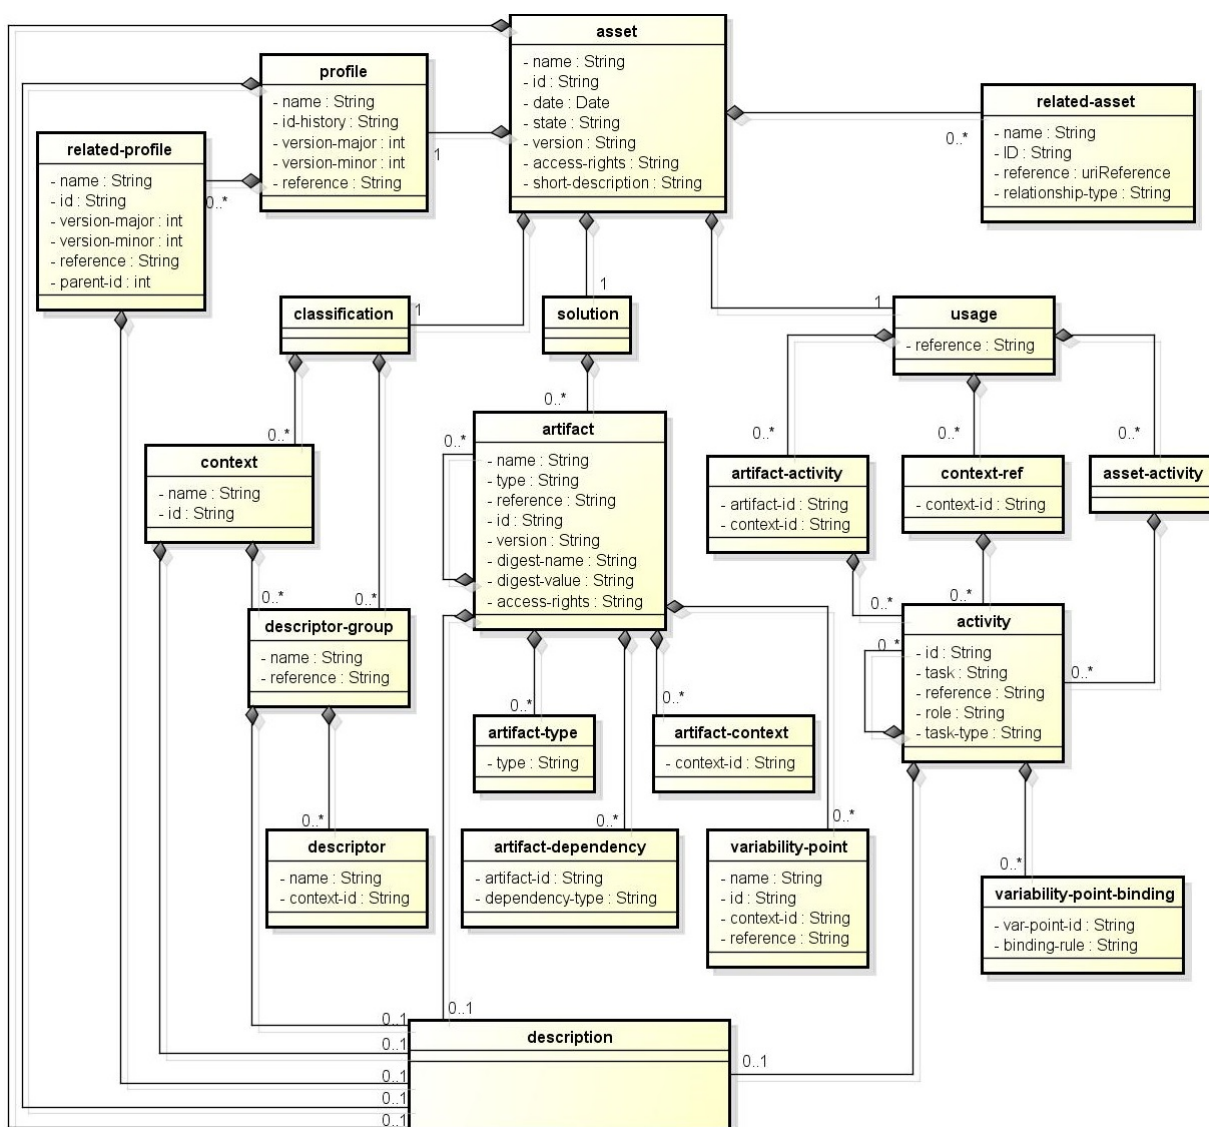 asset
- name : String
- id : String
- date : Date
- state : String
- version : String
- access-rights : String
- short-description : String
profile
- name : String
- id-history : String
- version-major : int
- version-minor : int
- reference : String
1
related-asset
- name : String
- ID : String
- reference : uriReference
- relationship-type : String
0..*
related-profile
- name : String
- id : String
- version-major : int
- version-minor : int
- reference : String
- parent-id : int
0..*
classification
1
solution
1
usage
- reference : String
1
context
- name : String
- id : String
0..*
artifact
- name : String
- type : String
- reference : String
- id : String
- version : String
- digest-name : String
- digest-value : String
- access-rights : String
0..*
0..*
artifact-activity
- artifact-id : String
- context-id : String
0..*
context-ref
- context-id : String
0..*
asset-activity
0..*
descriptor-group
- name : String
- reference : String
0..*
0..*
activity
- id : String
- task : String
- reference : String
- role : String
- task-type : String
0..*
0..*
0..*
0..*
artifact-type
- type : String
0..*
artifact-context
- context-id : String
0..*
descriptor
- name : String
- context-id : String
0..*
artifact-dependency
- artifact-id : String
- dependency-type : String
0..*
variability-point
- name : String
- id : String
- context-id : String
- reference : String
0..*
variability-point-binding
- var-point-id : String
- binding-rule : String
0..*
description
0..1
0..1
0..1
0..1
0..1
0..1
0..1